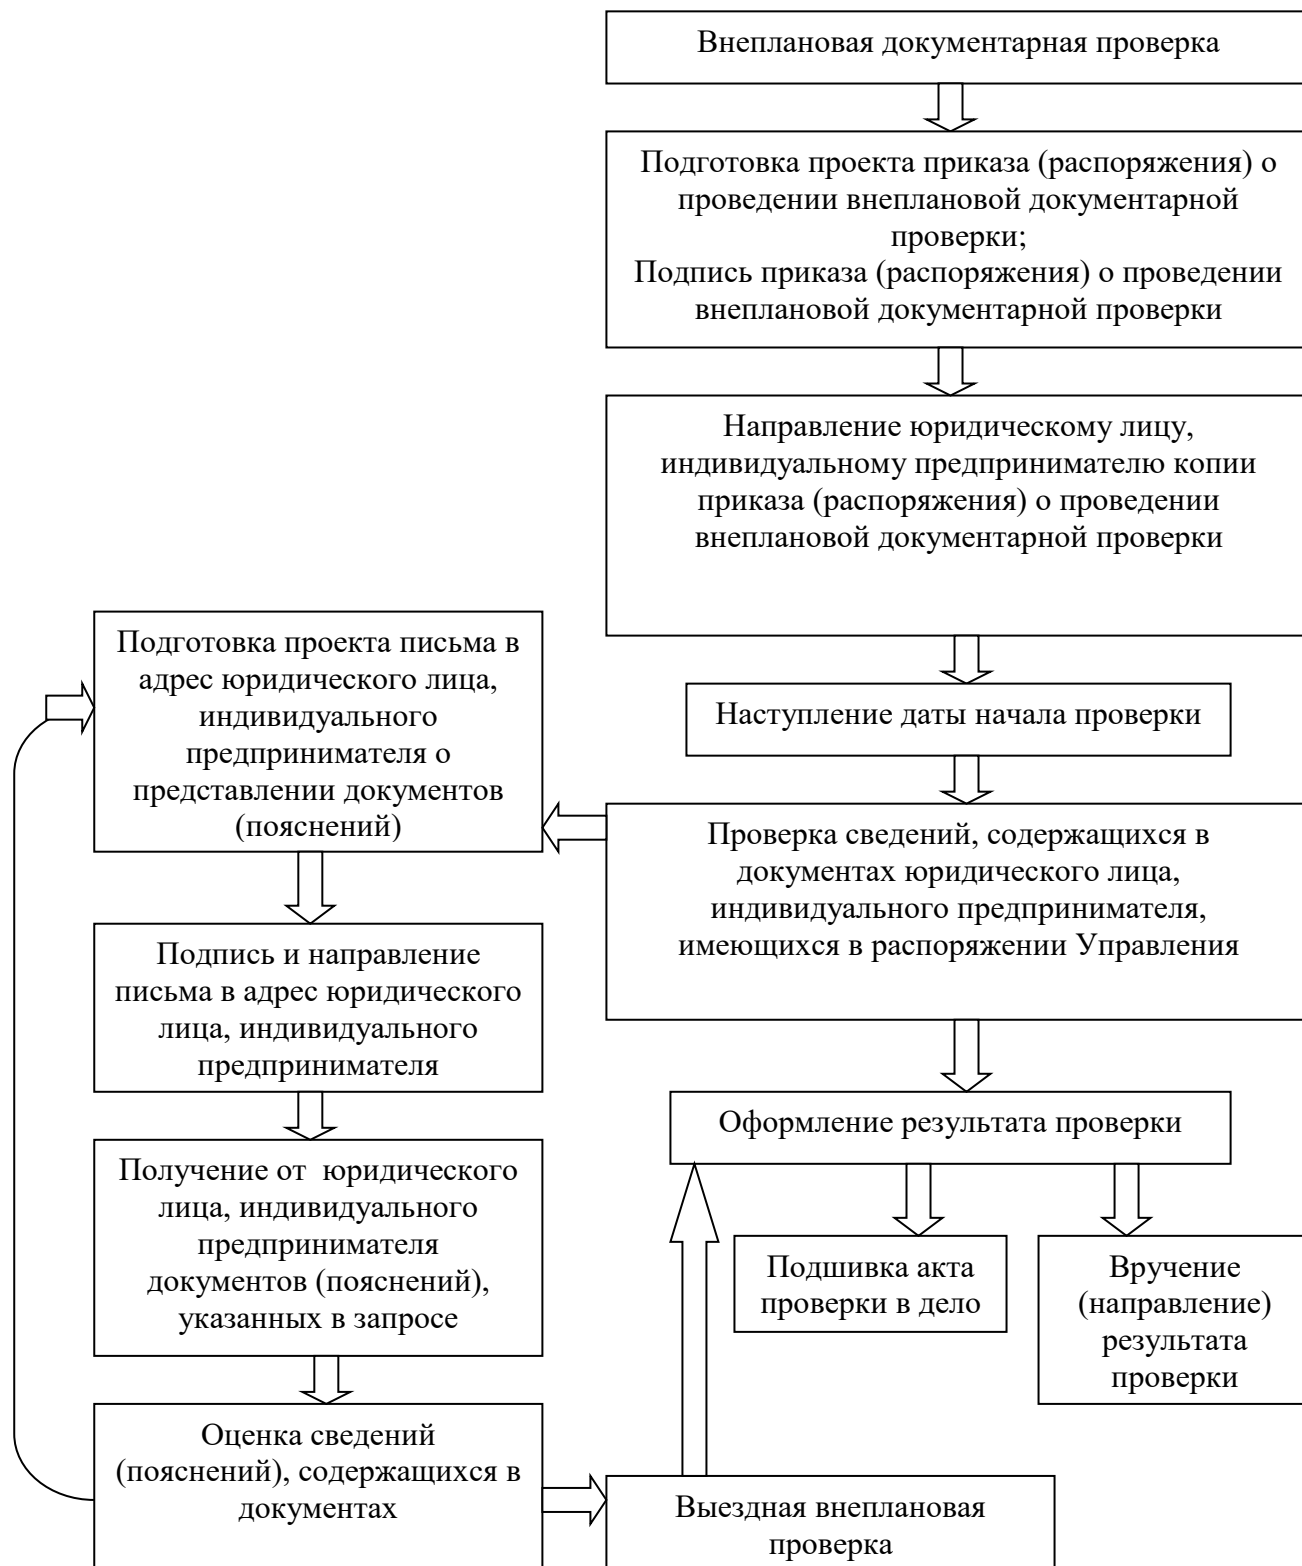 Внеплановая документарная проверка
Подготовка проекта приказа (распоряжения) о
проведении внеплановой документарной
проверки;
Подпись приказа (распоряжения) о проведении
внеплановой документарной проверки
Направление юридическому лицу,
индивидуальному предпринимателю копии
приказа (распоряжения) о проведении
внеплановой документарной проверки
Наступление даты начала проверки
Проверка сведений, содержащихся в
документах юридического лица,
индивидуального предпринимателя,
имеющихся в распоряжении Управления
Подготовка проекта письма в
адрес юридического лица,
индивидуального
предпринимателя о
представлении документов
(пояснений)
Подпись и направление
письма в адрес юридического
лица, индивидуального
предпринимателя
Получение от  юридического
лица, индивидуального
предпринимателя
документов (пояснений),
указанных в запросе
Оценка сведений
(пояснений), содержащихся в
документах
Выездная внеплановая
проверка
Оформление результата проверки
Подшивка акта
проверки в дело
Вручение
(направление)
результата
проверки